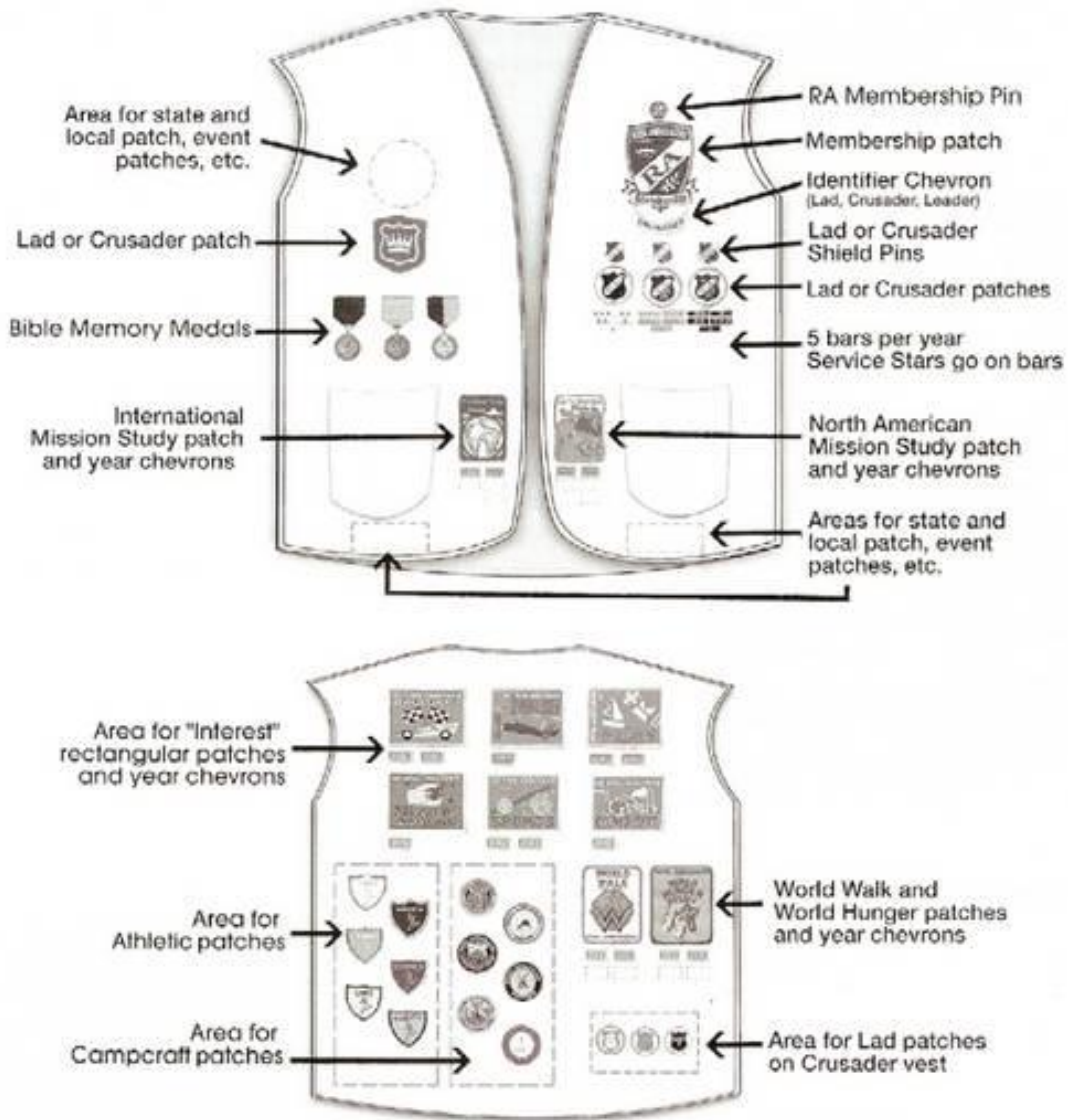 Area for state and
local patch, event
patches, etc.
Lad or Crusader patch
Bible Memory Medals
International
Mission Study patch
and year chevrons
RA Membership Pin
Membership patch
Identifier Chevron
(Lad, Crusader, Leader)
Lad or Crusader
Shield Pins
Lad or Crusader patches
5 bars per year
Service Stars go on bars
North American
Mission Study patch
and year chevrons
Areas for state and
local patch, event
patches, etc.
RA
CRUSADER
Area for "Interest"
rectangular patches
and year chevrons
Area for
Athletic patches
Area for
Campcraft patches
WORLD
WALK
World Walk and
World Hunger patches
and year chevrons
Area for Lad patches
on Crusader vest